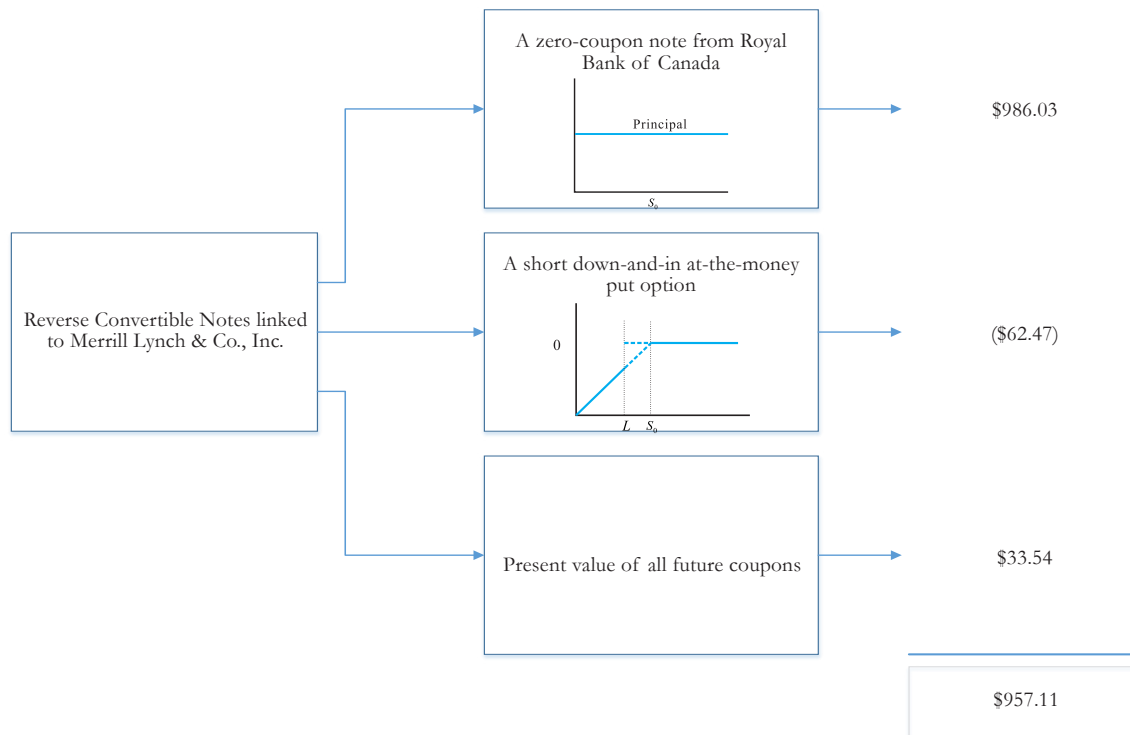 A zero-coupon note from Royal
Bank of Canada
Principal
S₀
$986.03
Reverse Convertible Notes linked
to Merrill Lynch & Co., Inc.
A short down-and-in at-the-money
put option
0
L S₀
($62.47)
Present value of all future coupons
$33.54
$957.11